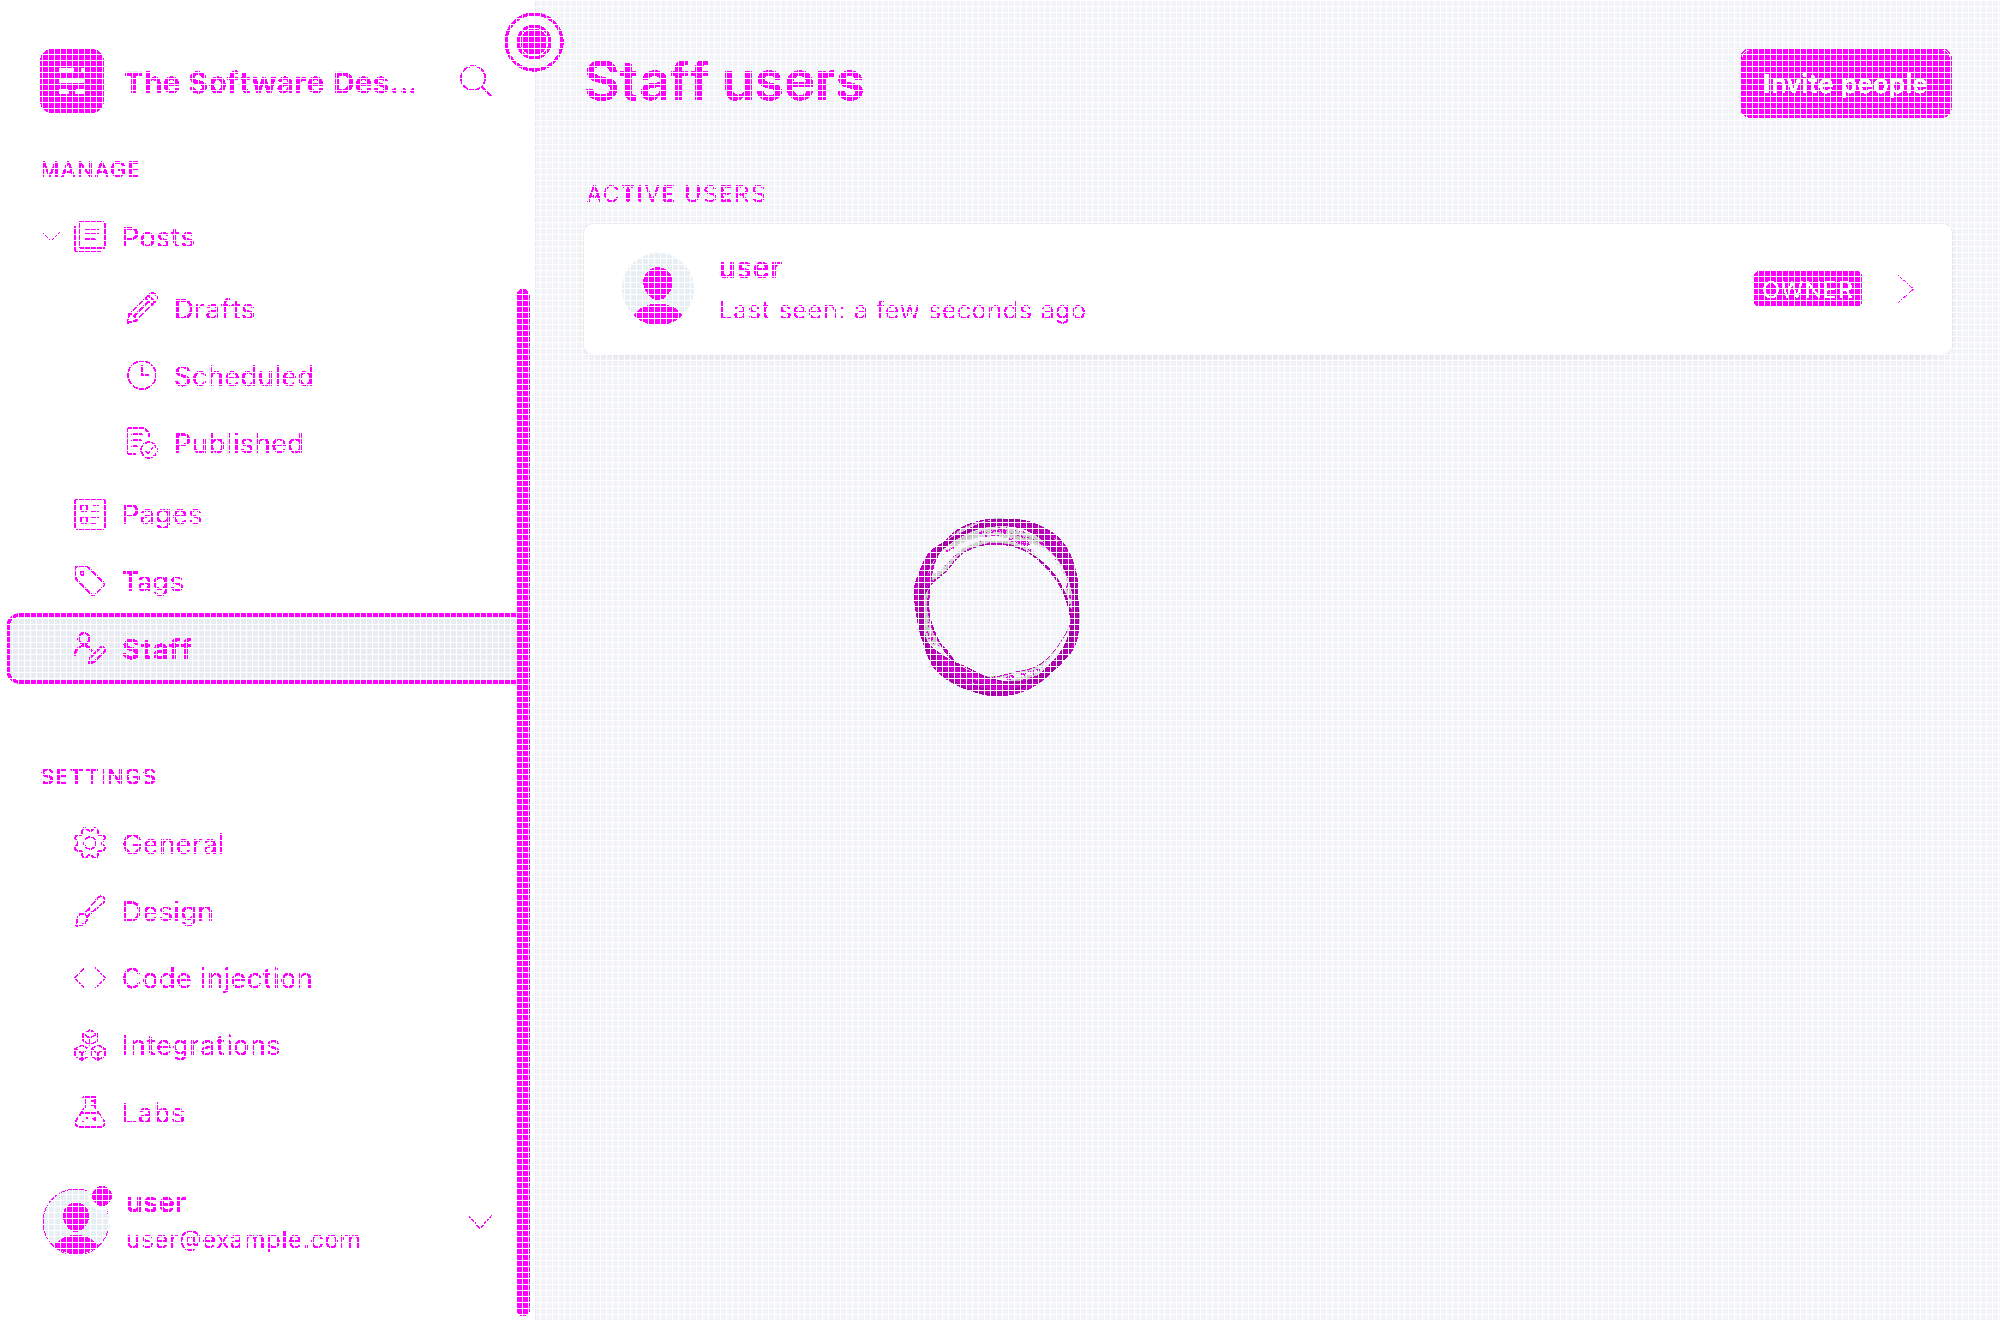 The Software Des...
MANAGE
Posts
Drafts
Scheduled
Published
Pages
Tags
Staff
SETTINGS
General
Design
Code injection
Integrations
Labs
user
user@example.com
Staff users
Invite people
ACTIVE USERS
user
Last seen: a few seconds ago
OWNER